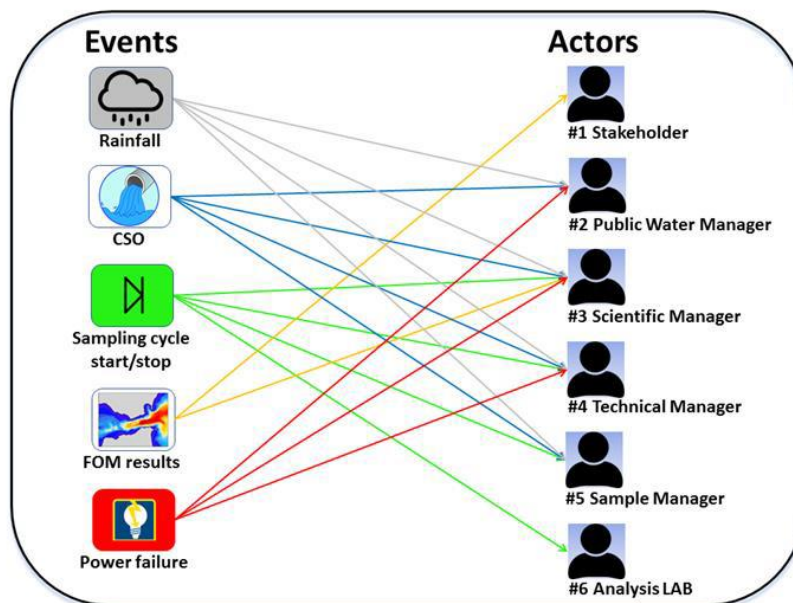 Events
Actors
Rainfall
CSO
Sampling cycle
start/stop
FOM results
Power failure
#1 Stakeholder
#2 Public Water Manager
#3 Scientific Manager
#4 Technical Manager
#5 Sample Manager
#6 Analysis LAB